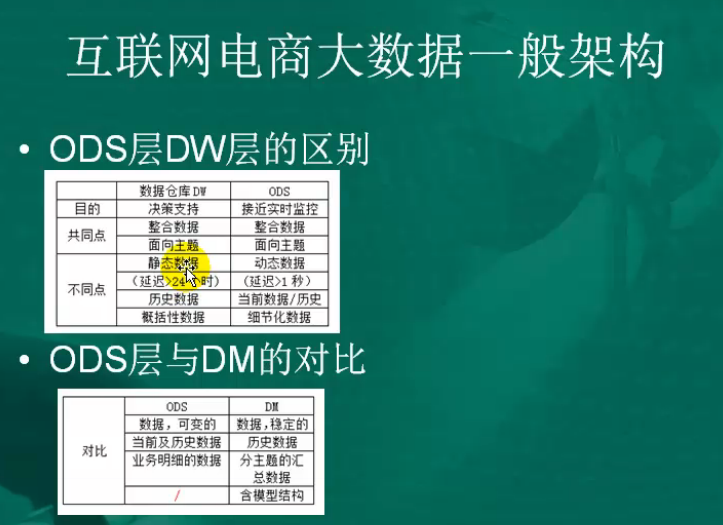 互联网电商大数据一般架构
• ODS层DW层的区别
数据仓库DW ODS
目的 决策支持 接近实时监控
共同点 整合数据 整合数据
面向主题 面向主题
不同点 静态数据 动态数据
（延迟>24小时） （延迟>1秒）
历史数据 当前数据/历史
概括性数据 细节化数据
• ODS层与DM的对比
对比 ODS DM
数据，可变的 数据,稳定的
当前及历史数据 历史数据
业务明细的数据 分主题的汇
总数据
/ 含模型结构